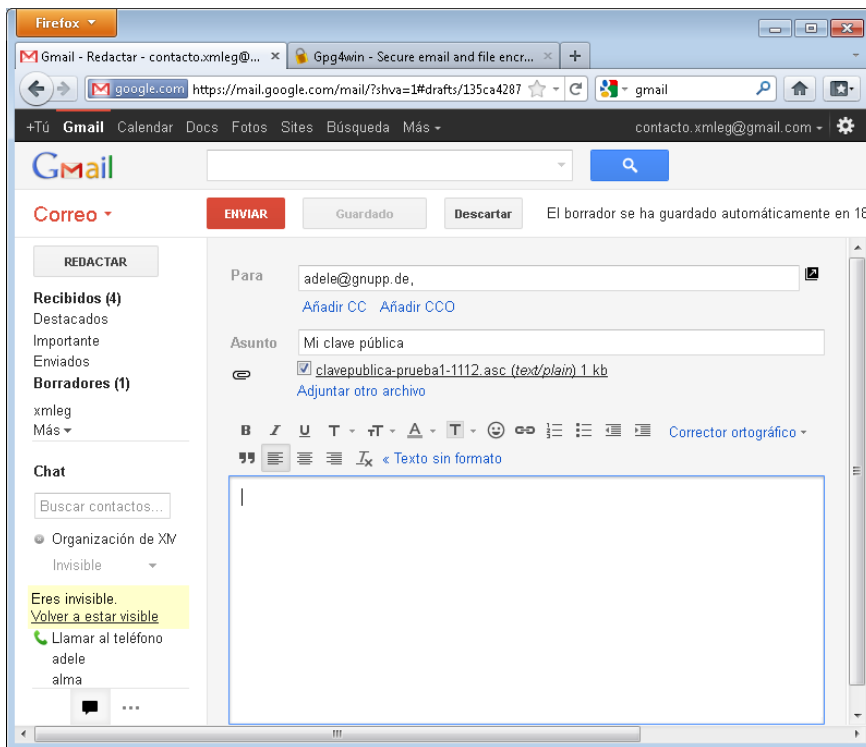 Firefox
Gmail - Redactar - contacto.xmleg@...
Gpg4win - Secure email and file encr...
google.com https://mail.google.com/mail/?shva=1#drafts/135ca4287
gmail
+Tú Gmail Calendar Docs Fotos Sites Búsqueda Más
contacto.xmleg@gmail.com
Gmail
Correo
ENVIAR Guardado Descartar El borrador se ha guardado automáticamente en 18
REDACTAR
Para adele@gnupp.de,
Añadir CC Añadir CCO
Recibidos (4)
Destacados
Importante
Enviados
Borradores (1)
xmleg
Más
Asunto Mi clave pública
clavepublica-prueba1-1112.asc (text/plain) 1 kb
Adjuntar otro archivo
B I U T T A T Corrector ortográfico
« Texto sin formato
Chat
Buscar contactos...
Organización de XM
Invisible
Eres invisible.
Volver a estar visible
Llamar al teléfono
adele
alma